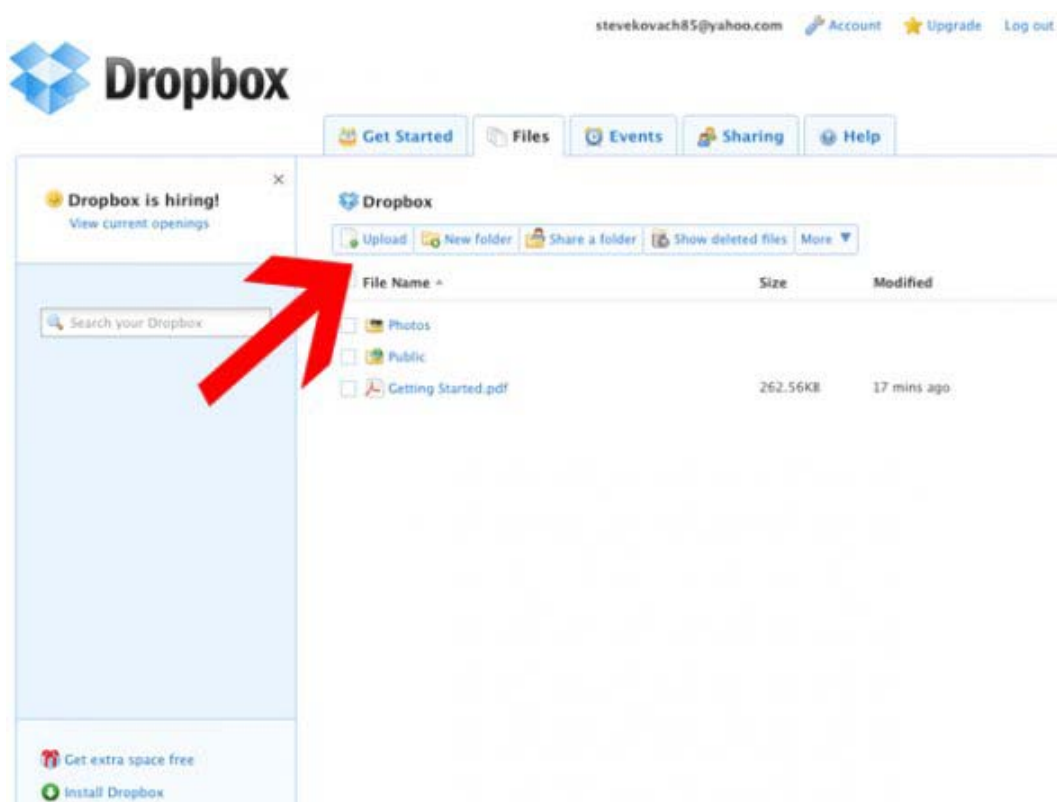 stevekovach85@yahoo.com Account Upgrade Log out
Dropbox
Get Started Files Events Sharing Help
Dropbox is hiring!
View current openings
Dropbox
Upload New folder Share a folder Show deleted files More
File Name Size Modified
Search your Dropbox
Photos
Public
Getting Started.pdf 262.56KB 17 mins ago
Get extra space free
Install Dropbox